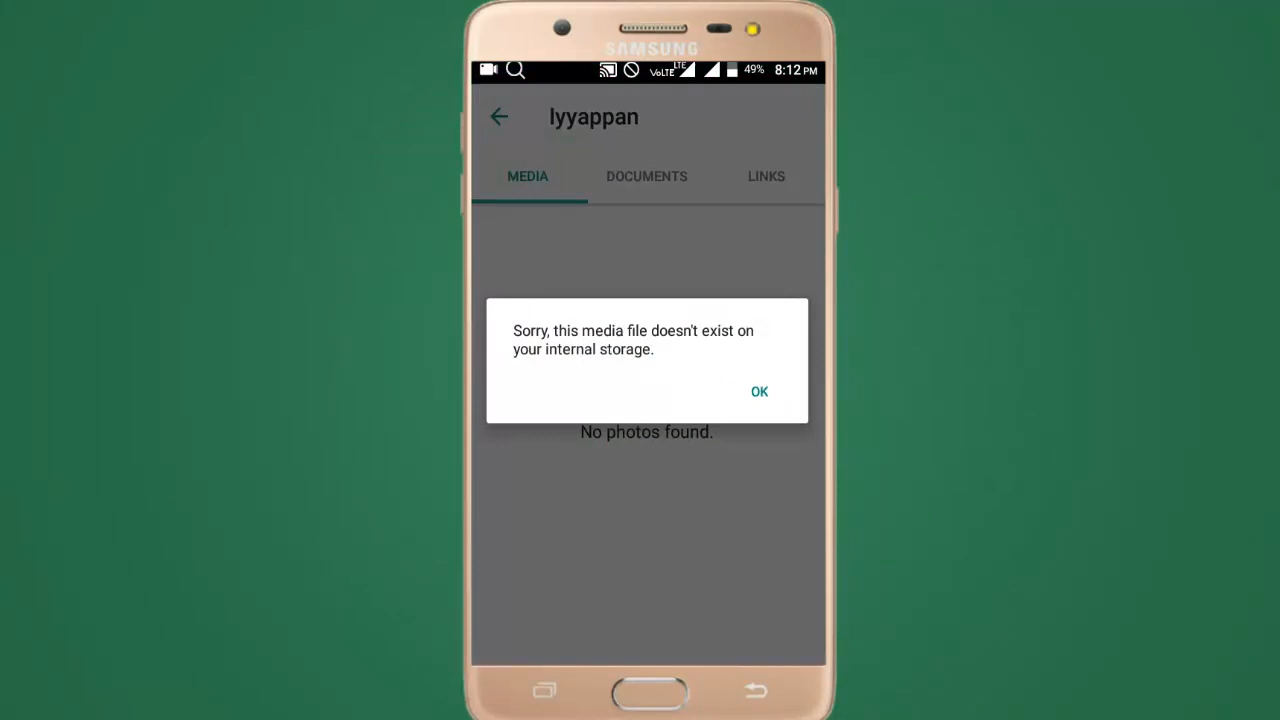 SAMSUNG
VoLTE LTE 49% 8:12 PM
Iyyappan
MEDIA DOCUMENTS LINKS
Sorry, this media file doesn't exist on
your internal storage.
OK
No photos found.